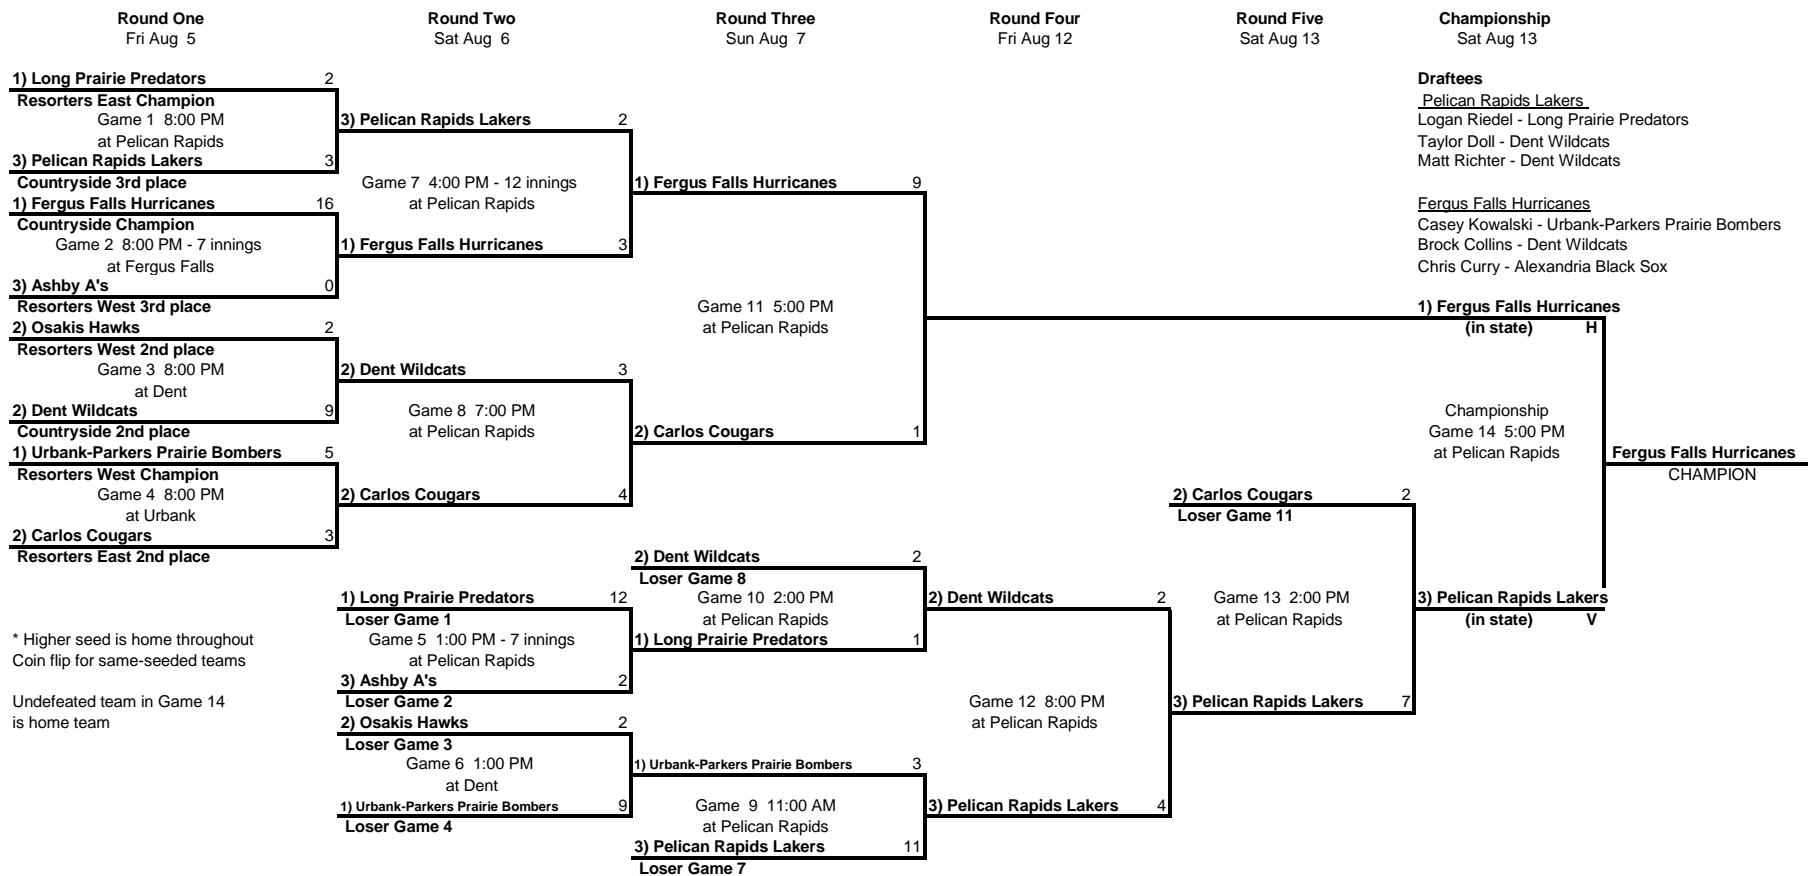 Round One
Fri Aug 5
Round Two
Sat Aug 6
Round Three
Sun Aug 7
Round Four
Fri Aug 12
Round Five
Sat Aug 13
Championship
Sat Aug 13
1) Long Prairie Predators 2
Resorters East Champion
Game 1 8:00 PM
at Pelican Rapids
3) Pelican Rapids Lakers 3
Countryside 3rd place
1) Fergus Falls Hurricanes 16
Countryside Champion
Game 2 8:00 PM - 7 innings
at Fergus Falls
3) Ashby A's 0
Resorters West 3rd place
2) Osakis Hawks 2
Resorters West 2nd place
Game 3 8:00 PM
at Dent
2) Dent Wildcats 9
Countryside 2nd place
1) Urbank-Parkers Prairie Bombers 5
Resorters West Champion
Game 4 8:00 PM
at Urbank
2) Carlos Cougars 3
Resorters East 2nd place
* Higher seed is home throughout
Coin flip for same-seeded teams
Undefeated team in Game 14
is home team
3) Pelican Rapids Lakers 2
Game 7 4:00 PM - 12 innings
at Pelican Rapids
1) Fergus Falls Hurricanes 3
2) Dent Wildcats 3
Game 8 7:00 PM
at Pelican Rapids
2) Carlos Cougars 4
1) Long Prairie Predators 12
Loser Game 1
Game 5 1:00 PM - 7 innings
at Pelican Rapids
3) Ashby A's 2
Loser Game 2
2) Osakis Hawks 2
Loser Game 3
Game 6 1:00 PM
at Dent
1) Urbank-Parkers Prairie Bombers 9
Loser Game 4
1) Fergus Falls Hurricanes 9
Game 11 5:00 PM
at Pelican Rapids
2) Carlos Cougars 1
2) Dent Wildcats 2
Loser Game 8
Game 10 2:00 PM
at Pelican Rapids
1) Long Prairie Predators 1
1) Urbank-Parkers Prairie Bombers 3
Game 9 11:00 AM
at Pelican Rapids
3) Pelican Rapids Lakers 11
Loser Game 7
2) Dent Wildcats 2
Game 12 8:00 PM
at Pelican Rapids
3) Pelican Rapids Lakers 4
2) Carlos Cougars 2
Loser Game 11
Game 13 2:00 PM
at Pelican Rapids
3) Pelican Rapids Lakers 7
Draftees
Pelican Rapids Lakers
Logan Riedel - Long Prairie Predators
Taylor Doll - Dent Wildcats
Matt Richter - Dent Wildcats
Fergus Falls Hurricanes
Casey Kowalski - Urbank-Parkers Prairie Bombers
Brock Collins - Dent Wildcats
Chris Curry - Alexandria Black Sox
1) Fergus Falls Hurricanes
(in state) H
Championship
Game 14 5:00 PM
at Pelican Rapids
3) Pelican Rapids Lakers
(in state) V
Fergus Falls Hurricanes
CHAMPION